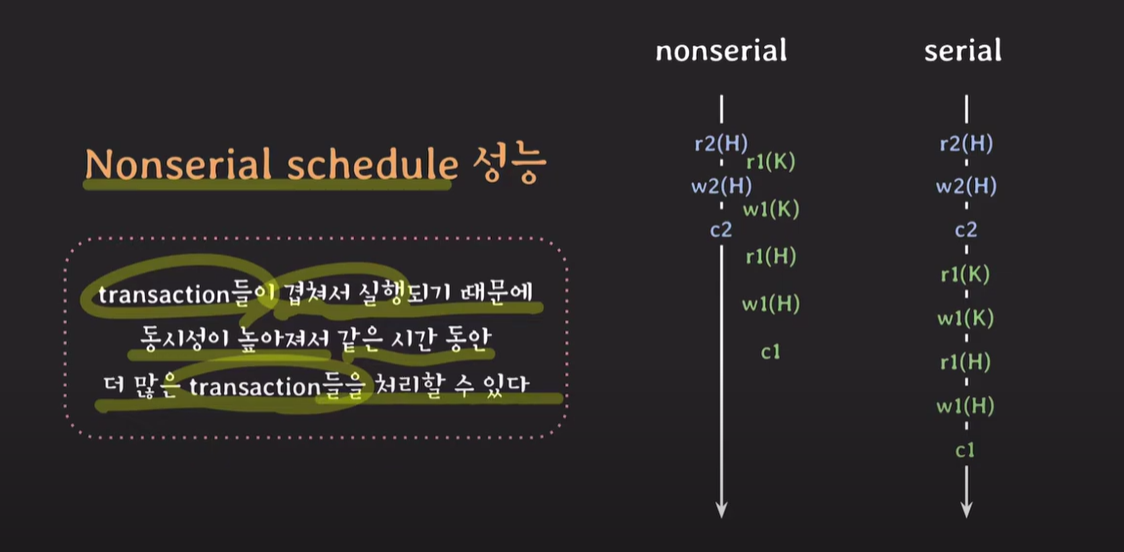 Nonserial schedule 성능
transaction들이 겹쳐서 실행되기 때문에
동시성이 높아져서 같은 시간 동안
더 많은 transaction들을 처리할 수 있다
nonserial
r2(H)
r1(K)
w2(H)
w1(K)
c2
r1(H)
w1(H)
c1
serial
r2(H)
w2(H)
c2
r1(K)
w1(K)
r1(H)
w1(H)
c1